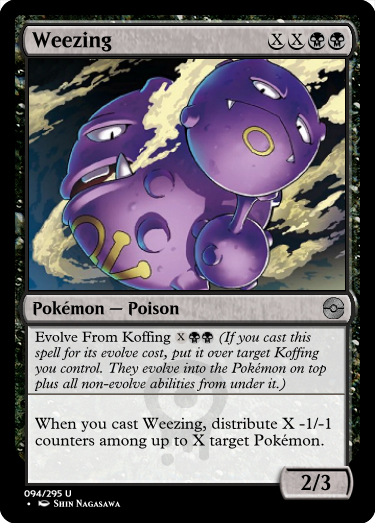 Weezing X X
Pokémon — Poison
Evolve From Koffing X (If you cast this
spell for its evolve cost, put it over target Koffing
you control. They evolve into the Pokémon on top
plus all non-evolve abilities from under it.)
When you cast Weezing, distribute X -1/-1
counters among up to X target Pokémon.
2/3
094/295 U
• Shin Nagasawa